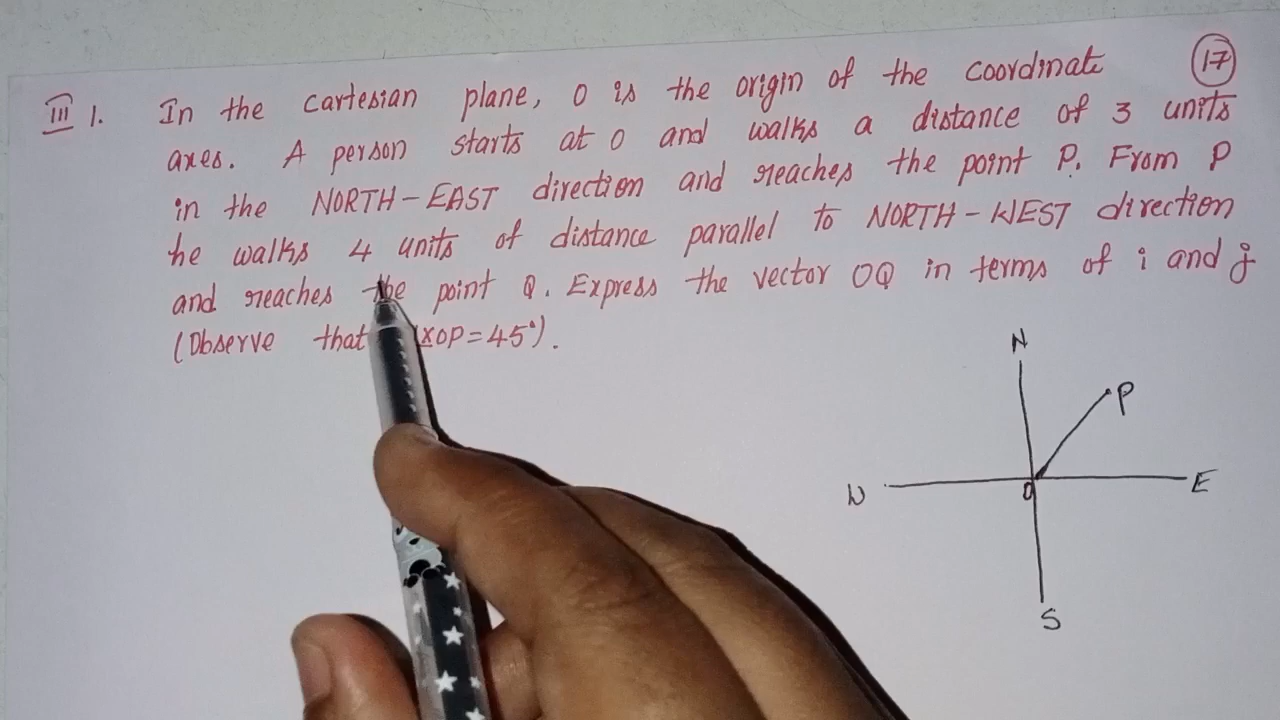 III 1. In the cartesian plane, O is the origin of the coordinate
17
axes. A person starts at O and walks a distance of 3 units
in the NORTH-EAST direction and reaches the point P. From P
he walks 4 units of distance parallel to NORTH-WEST direction
and reaches the point Q. Express the vector OQ in terms of i and j
(Observe that XOP = 45°).
N
P
W O E
S